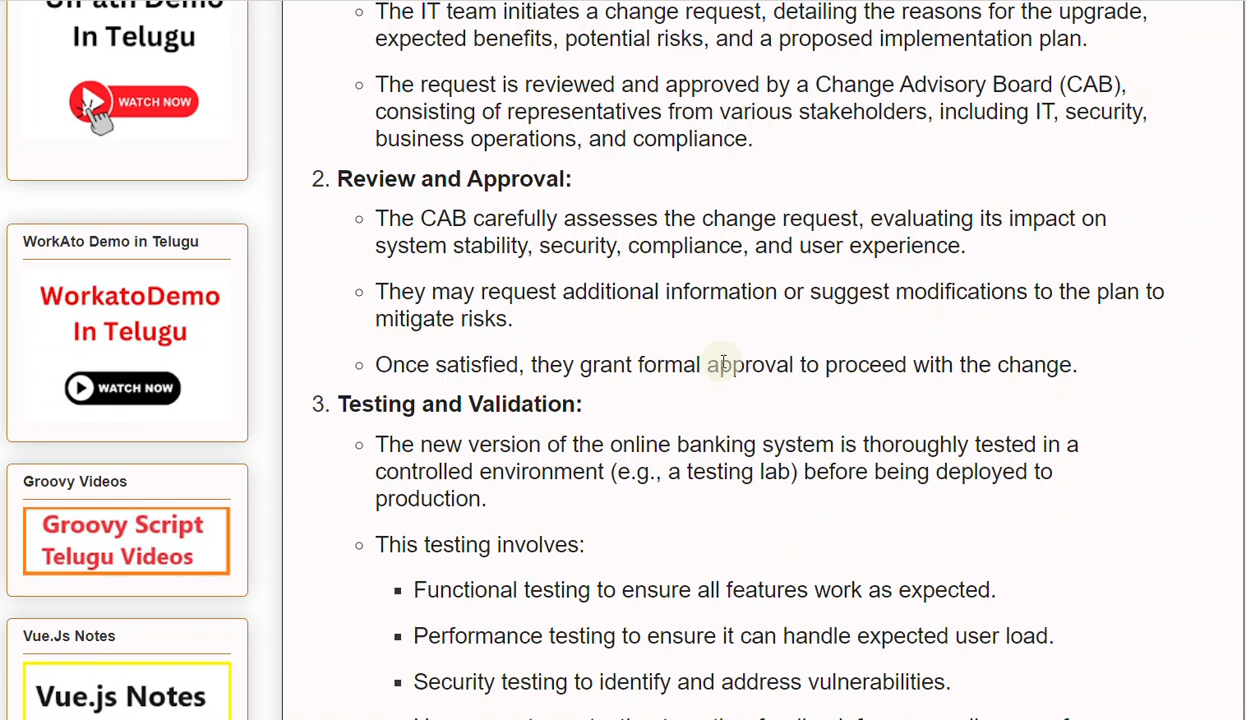 In Telugu
WATCH NOW
WorkAto Demo in Telugu
WorkatoDemo
In Telugu
WATCH NOW
Groovy Videos
Groovy Script
Telugu Videos
Vue.Js Notes
Vue.js Notes
The IT team initiates a change request, detailing the reasons for the upgrade,
expected benefits, potential risks, and a proposed implementation plan.
The request is reviewed and approved by a Change Advisory Board (CAB),
consisting of representatives from various stakeholders, including IT, security,
business operations, and compliance.
2. Review and Approval:
The CAB carefully assesses the change request, evaluating its impact on
system stability, security, compliance, and user experience.
They may request additional information or suggest modifications to the plan to
mitigate risks.
Once satisfied, they grant formal approval to proceed with the change.
3. Testing and Validation:
The new version of the online banking system is thoroughly tested in a
controlled environment (e.g., a testing lab) before being deployed to
production.
This testing involves:
Functional testing to ensure all features work as expected.
Performance testing to ensure it can handle expected user load.
Security testing to identify and address vulnerabilities.